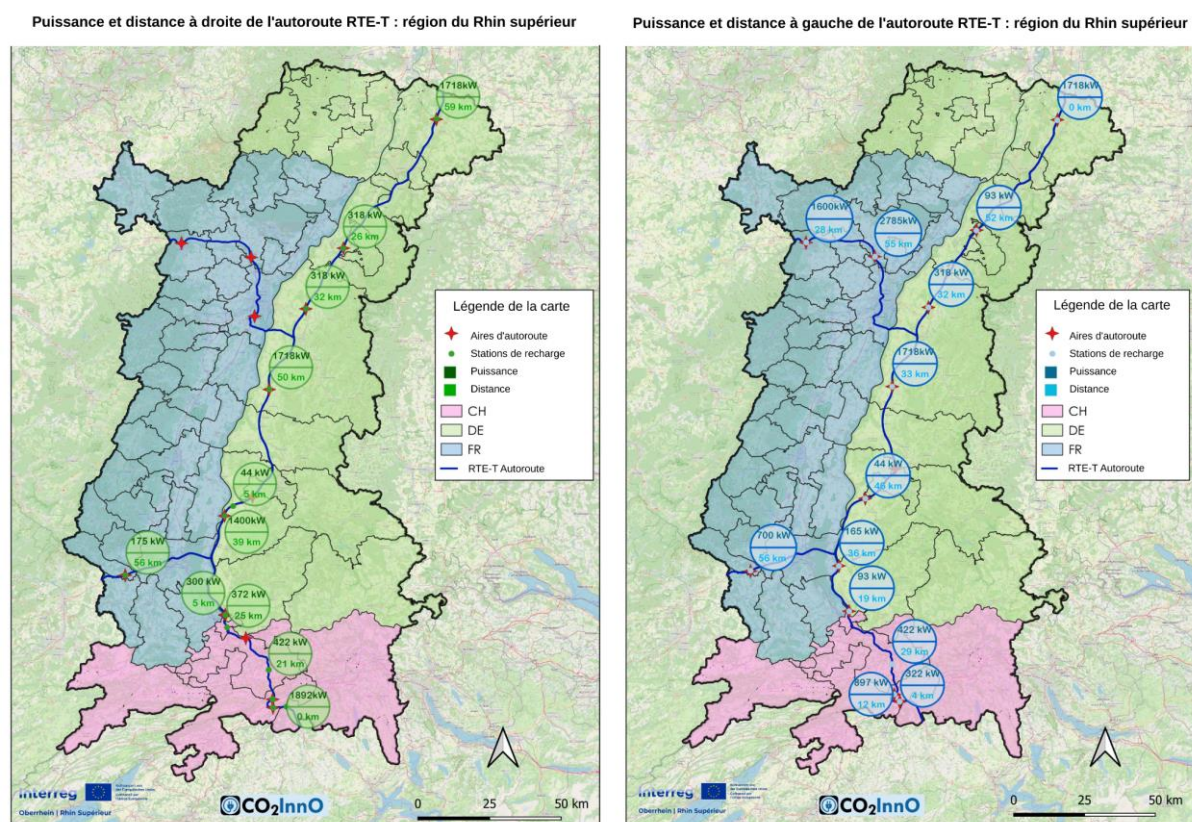 Puissance et distance à droite de l'autoroute RTE-T : région du Rhin supérieur
1718kW
59 km
318 kW
26 km
318 kW
32 km
1718kW
50 km
44 kW
5 km
1400kW
39 km
175 kW
56 km
300 kW
5 km
372 kW
25 km
422 kW
21 km
1892kW
0 km
Légende de la carte
Aires d'autoroute
Stations de recharge
Puissance
Distance
CH
DE
FR
RTE-T Autoroute
Interreg
Oberrhein | Rhin Supérieur
CO2InnO
0 25 50 km
Puissance et distance à gauche de l'autoroute RTE-T : région du Rhin supérieur
1718kW
0 km
93 kW
52 km
1600kW
28 km
2785kW
55 km
318 kW
32 km
1718kW
33 km
44 kW
46 km
165 kW
36 km
700 kW
56 km
93 kW
19 km
422 kW
29 km
322 kW
4 km
897 kW
12 km
Légende de la carte
Aires d'autoroute
Stations de recharge
Puissance
Distance
CH
DE
FR
RTE-T Autoroute
Interreg
Oberrhein | Rhin Supérieur
CO2InnO
0 25 50 km